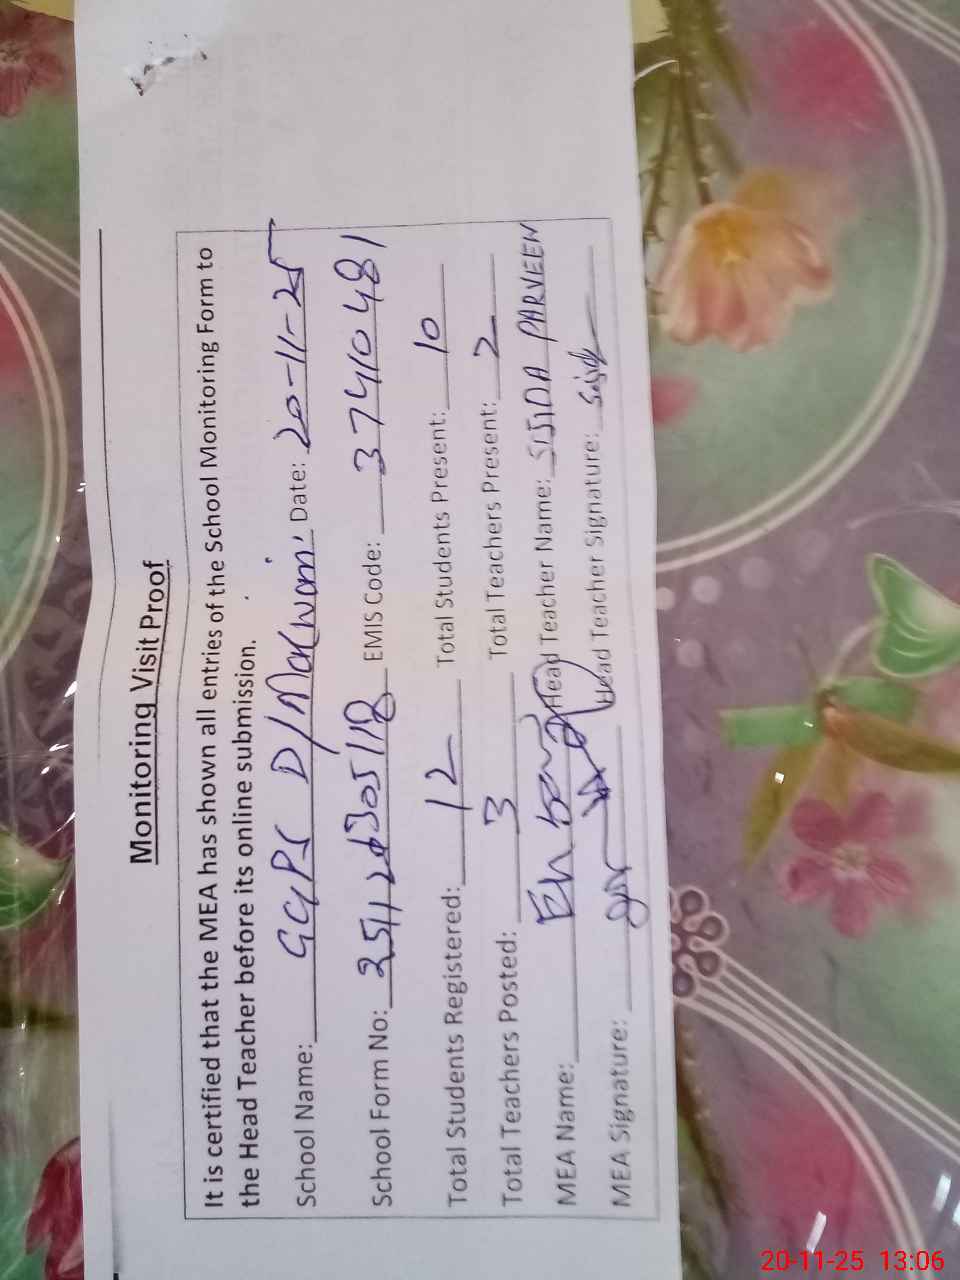 Monitoring Visit Proof
It is certified that the MEA has shown all entries of the School Monitoring Form to
the Head Teacher before its online submission.
School Name: GGPS D/ Date: 20-11-25
School Form No: EMIS Code: 37410481
Total Students Registered: 12 Total Students Present: 10
Total Teachers Posted: 3 Total Teachers Present: 2
MEA Name: Head Teacher Name: SIJIDA PARVEEN
MEA Signature: Head Teacher Signature:
20-11-25 13:06